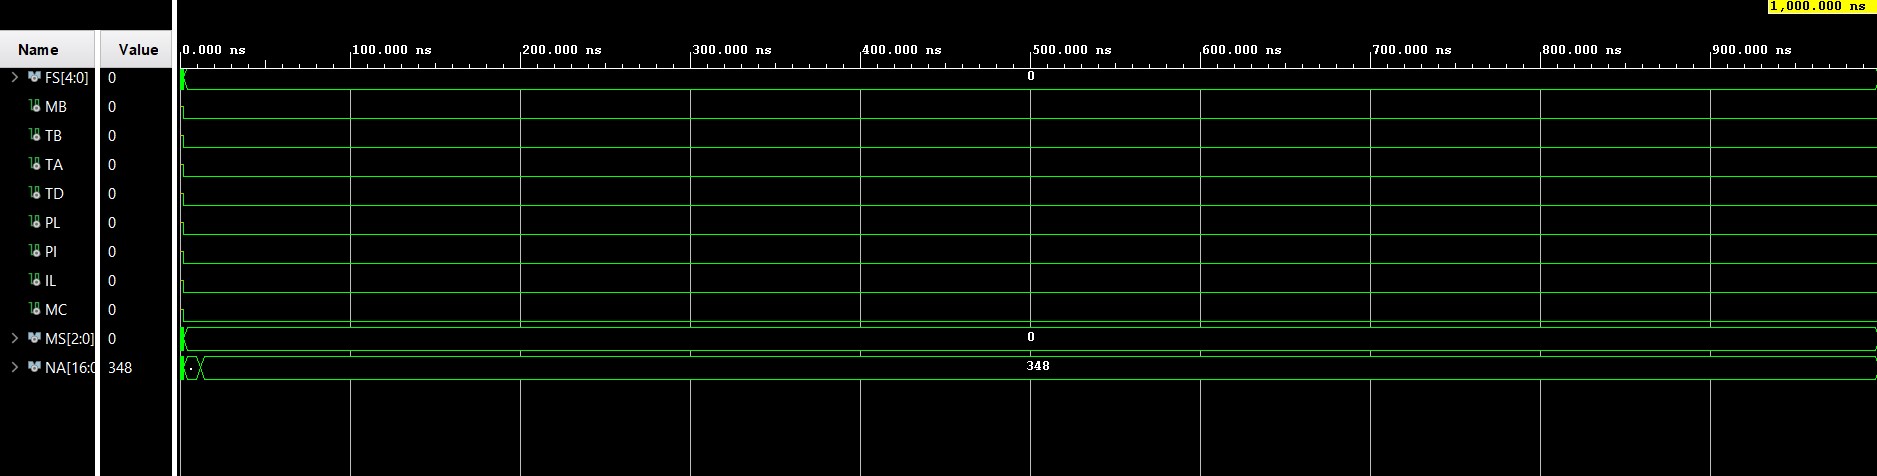 1,000.000 ns
Name Value 0.000 ns 100.000 ns 200.000 ns 300.000 ns 400.000 ns 500.000 ns 600.000 ns 700.000 ns 800.000 ns 900.000 ns
FS[4:0] 0 0
MB 0
TB 0
TA 0
TD 0
PL 0
PI 0
IL 0
MC 0
MS[2:0] 0 0
NA[16:0 348 . 348